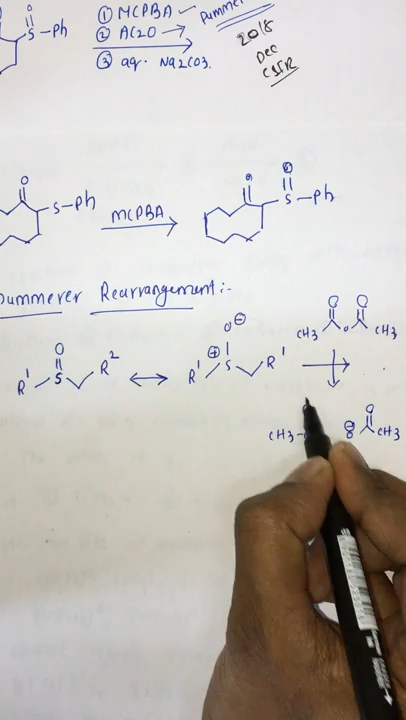 O
S-Ph
① MCPBA
② AC2O →
③ aq. Na2CO3.
Pummer
2018
Dec
CSIR
O
S-Ph
MCPBA
O
O
S-Ph
Pummerer Rearrangement:-
O
R¹ S R²
O⊖
⊕
R¹ S R¹
O O
CH3 O CH3
CH3-
⊖O
O
CH3